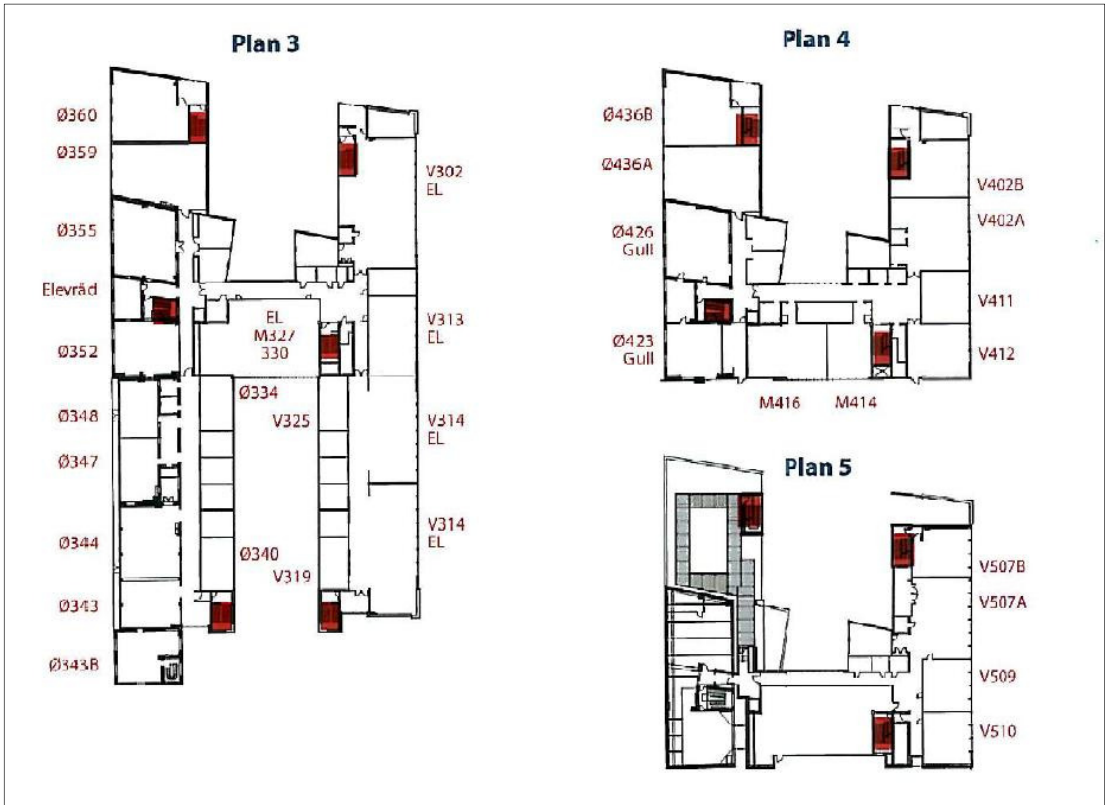 Plan 3
Ø360
Ø359
Ø355
Elevråd
Ø352
Ø348
Ø347
Ø344
Ø343
Ø343B
EL
M327
330
Ø334
V325
Ø340
V319
V302
EL
V313
EL
V314
EL
V314
EL
Plan 4
Ø436B
Ø436A
Ø426
Gull
Ø423
Gull
M416
M414
V402B
V402A
V411
V412
Plan 5
V507B
V507A
V509
V510